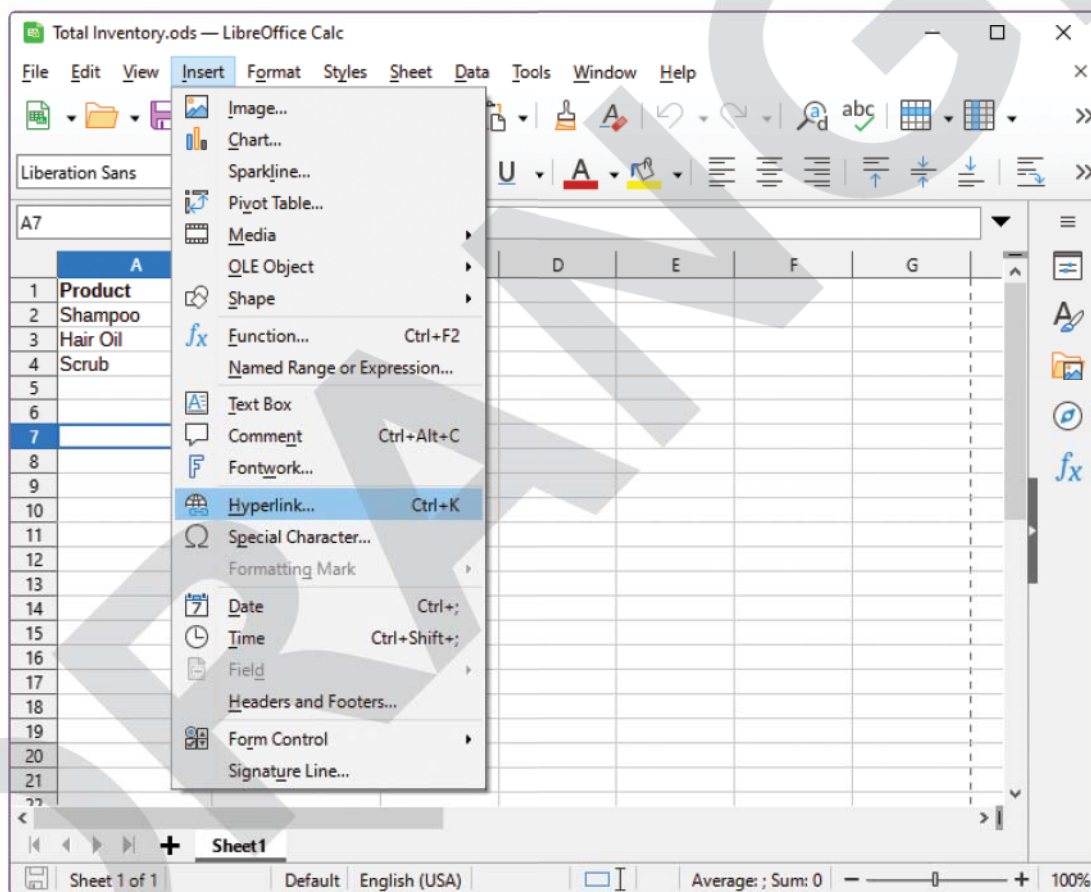 Total Inventory.ods — LibreOffice Calc
File Edit View Insert Format Styles Sheet Data Tools Window Help
Liberation Sans
A7
Image...
Chart...
Sparkline...
Pivot Table...
Media
OLE Object
Shape
Function... Ctrl+F2
Named Range or Expression...
Text Box
Comment Ctrl+Alt+C
Fontwork...
Hyperlink... Ctrl+K
Special Character...
Formatting Mark
Date Ctrl+;
Time Ctrl+Shift+;
Field
Headers and Footers...
Form Control
Signature Line...
A D E F G
1 Product
2 Shampoo
3 Hair Oil
4 Scrub
5
6
7
8
9
10
11
12
13
14
15
16
17
18
19
20
21
22
Sheet1
Sheet 1 of 1 Default English (USA) Average: ; Sum: 0 100%